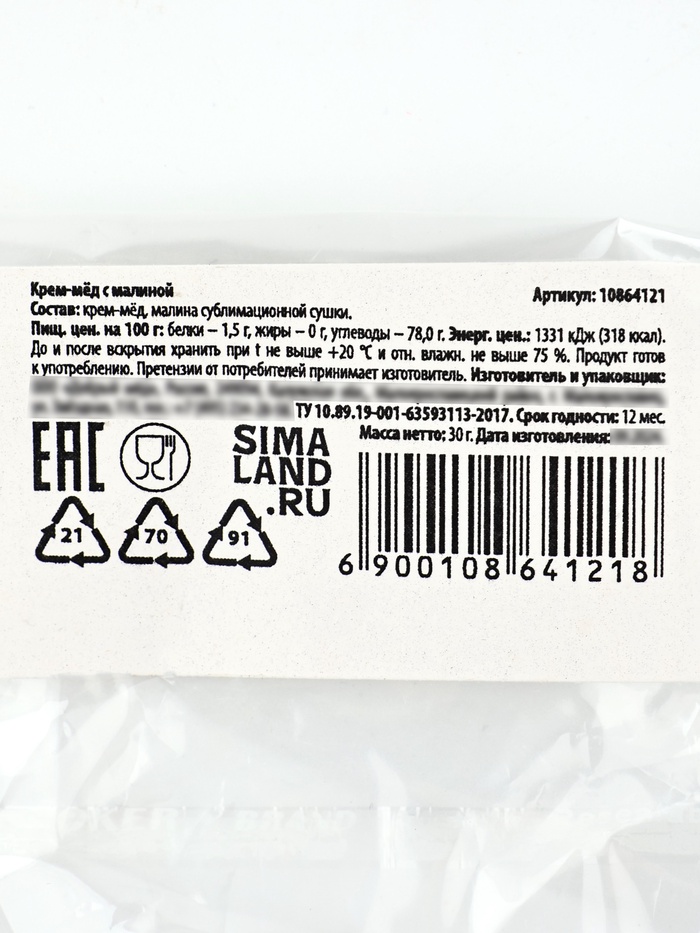 Крем-мёд с малиной
Артикул: 10864121
Состав: крем-мёд, малина сублимационной сушки.
Пищ. цен. на 100 г: белки – 1,5 г, жиры – 0 г, углеводы – 78,0 г. Энерг. цен.: 1331 кДж (318 ккал).
До и после вскрытия хранить при t не выше +20 °С и отн. влажн. не выше 75 %. Продукт готов
к употреблению. Претензии от потребителей принимает изготовитель. Изготовитель и упаковщик:
ТУ 10.89.19-001-63593113-2017. Срок годности: 12 мес.
Масса нетто: 30 г. Дата изготовления:
EAC
SIMA
LAND
.RU
21
70
91
6 900108 641218